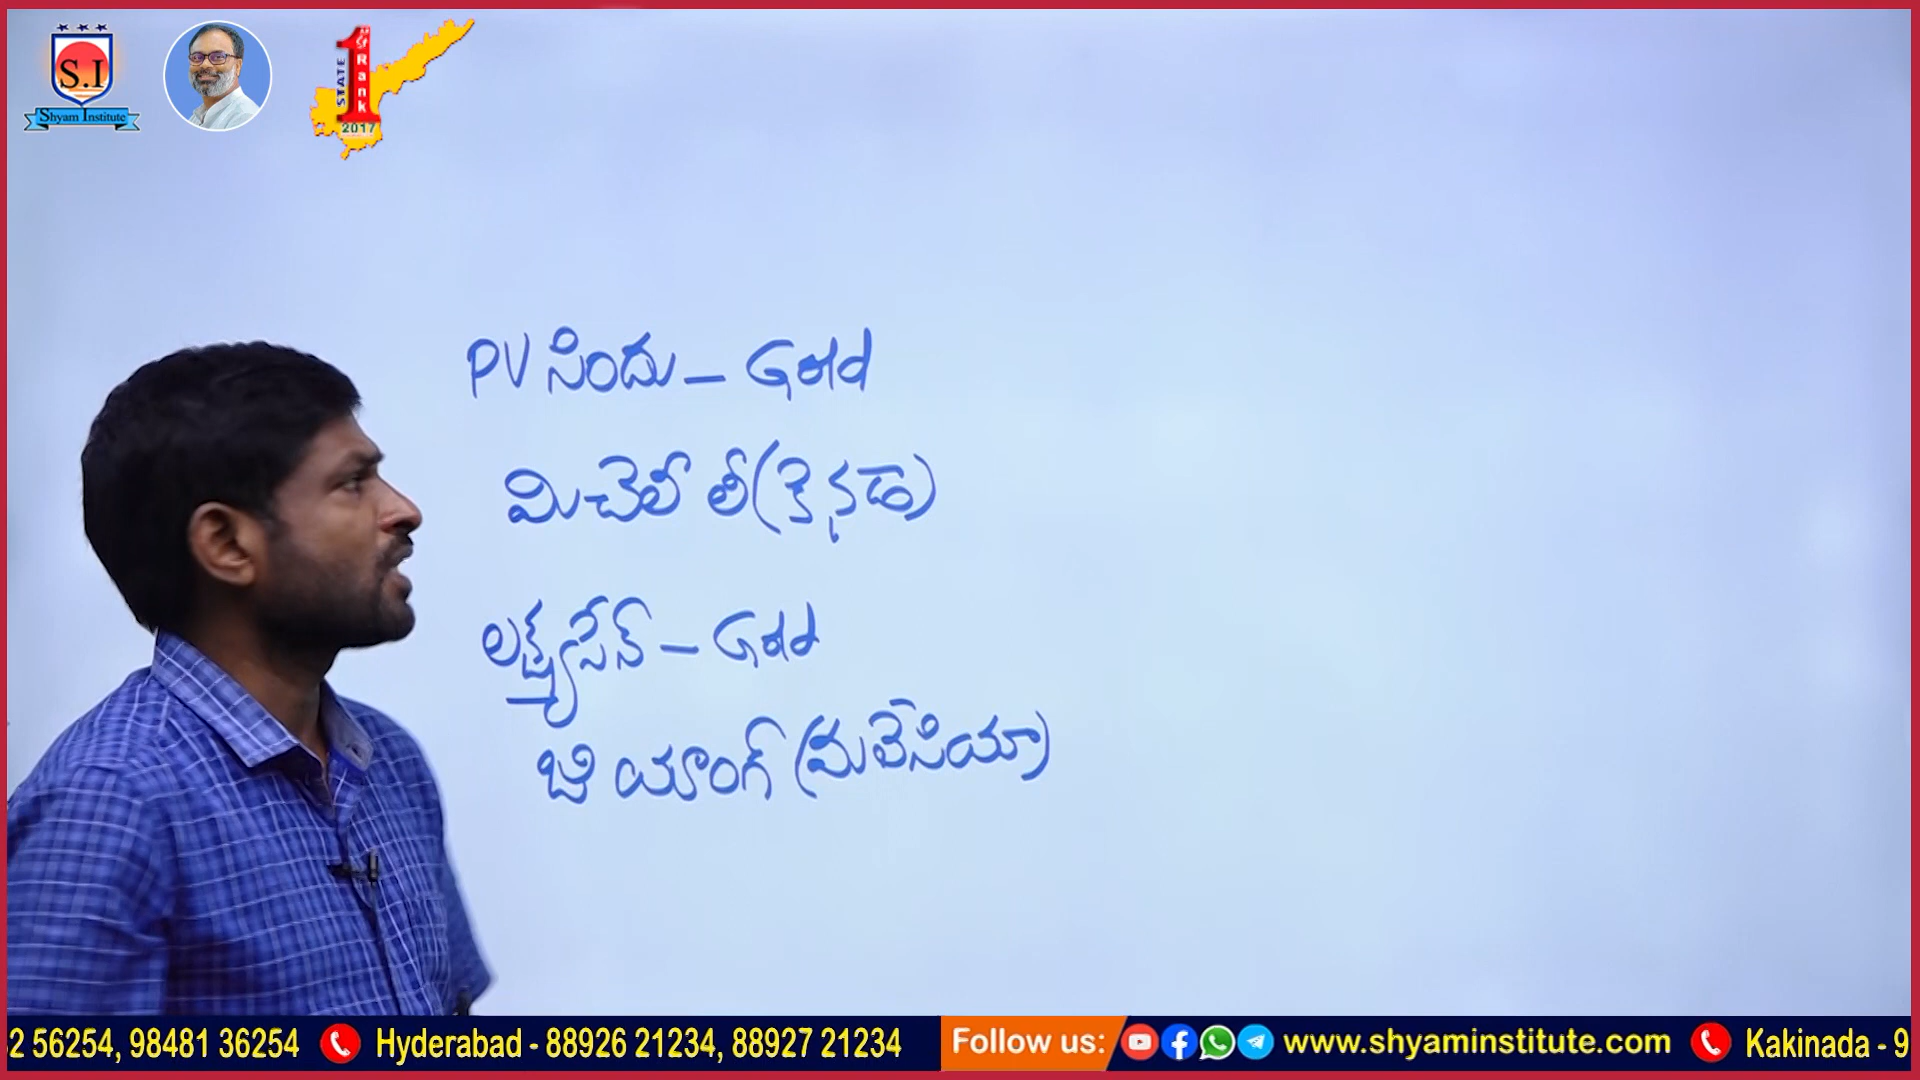 S.I
Shyam Institute
STATE 1st Rank
2017
PV సిందు - Gold
మిచెలీ లీ (కెనడా)
లక్ష్యసేన్ - Gold
జి యాంగ్ (మలేసియా)
2 56254, 98481 36254 Hyderabad - 88926 21234, 88927 21234 Follow us: www.shyaminstitute.com Kakinada - 9